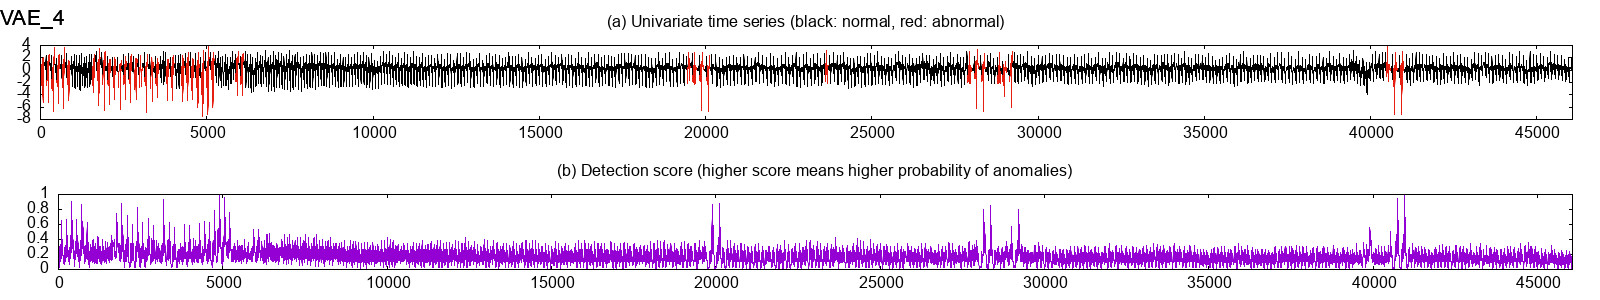 VAE_4
(a) Univariate time series (black: normal, red: abnormal)
4
2
0
-2
-4
-6
-8
0 5000 10000 15000 20000 25000 30000 35000 40000 45000
(b) Detection score (higher score means higher probability of anomalies)
1
0.8
0.6
0.4
0.2
0
0 5000 10000 15000 20000 25000 30000 35000 40000 45000